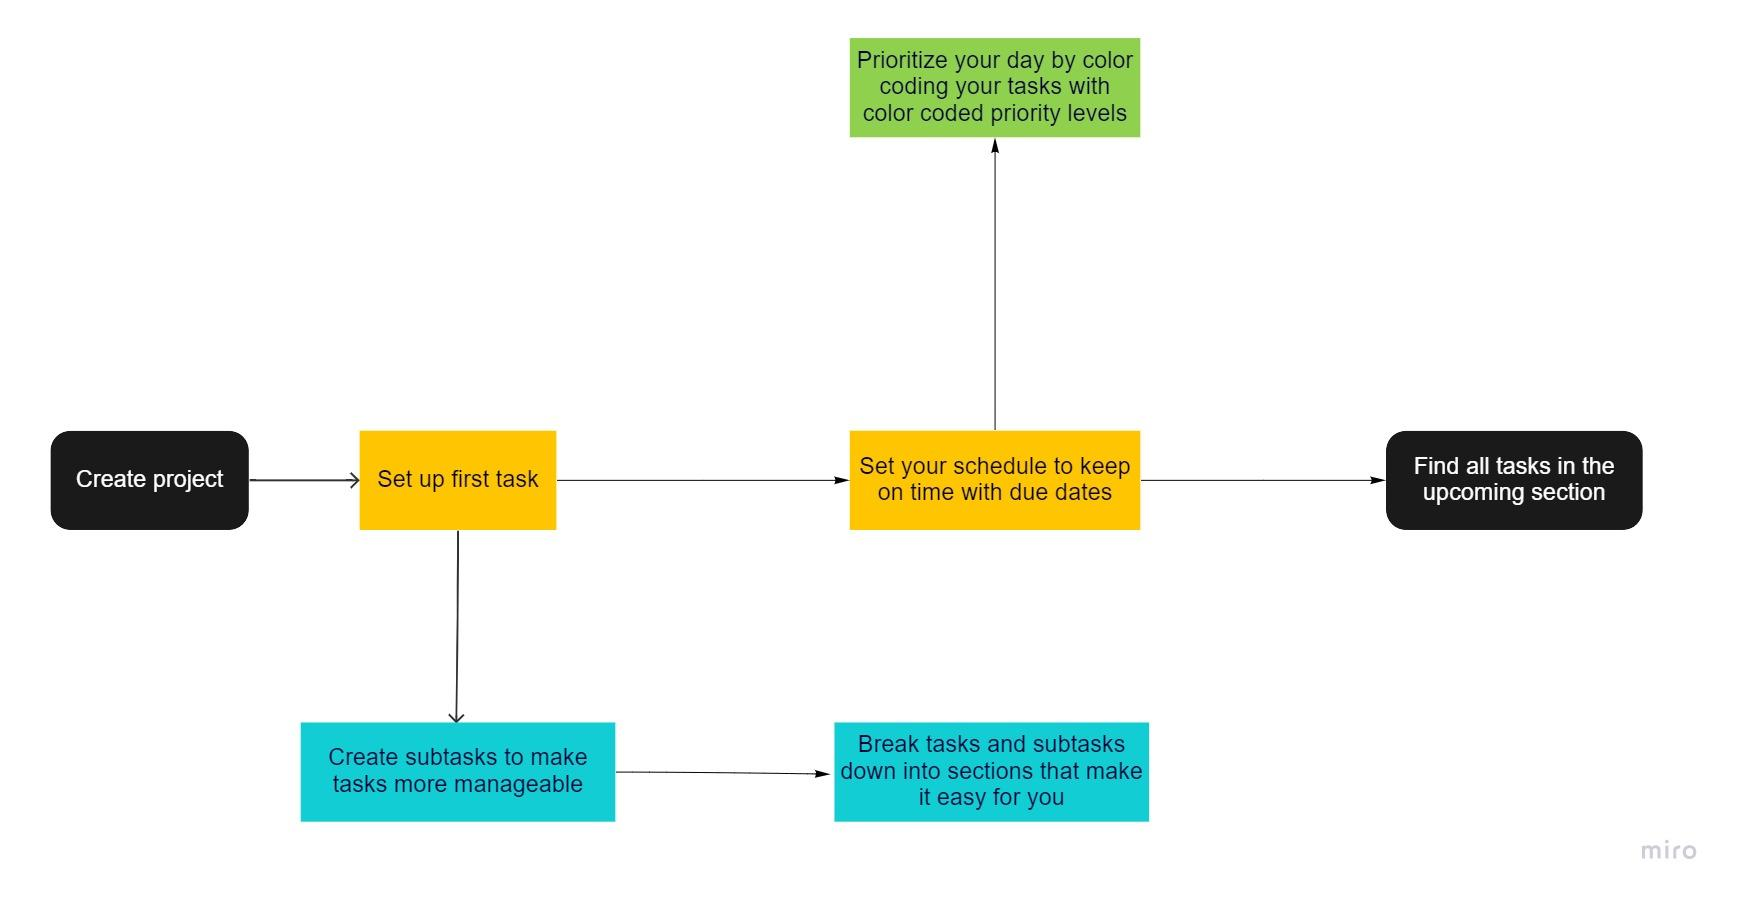 Prioritize your day by color
coding your tasks with
color coded priority levels
Create project
Set up first task
Set your schedule to keep
on time with due dates
Find all tasks in the
upcoming section
Create subtasks to make
tasks more manageable
Break tasks and subtasks
down into sections that make
it easy for you
miro